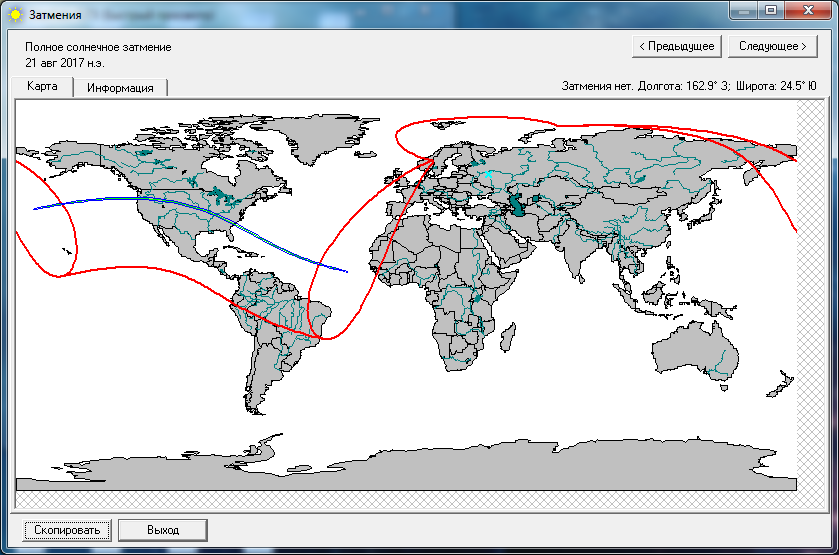 Затмения
Полное солнечное затмение
21 авг 2017 н.э.
< Предыдущее
Следующее >
Карта
Информация
Затмения нет. Долгота: 162.9° З; Широта: 24.5° Ю
Скопировать
Выход